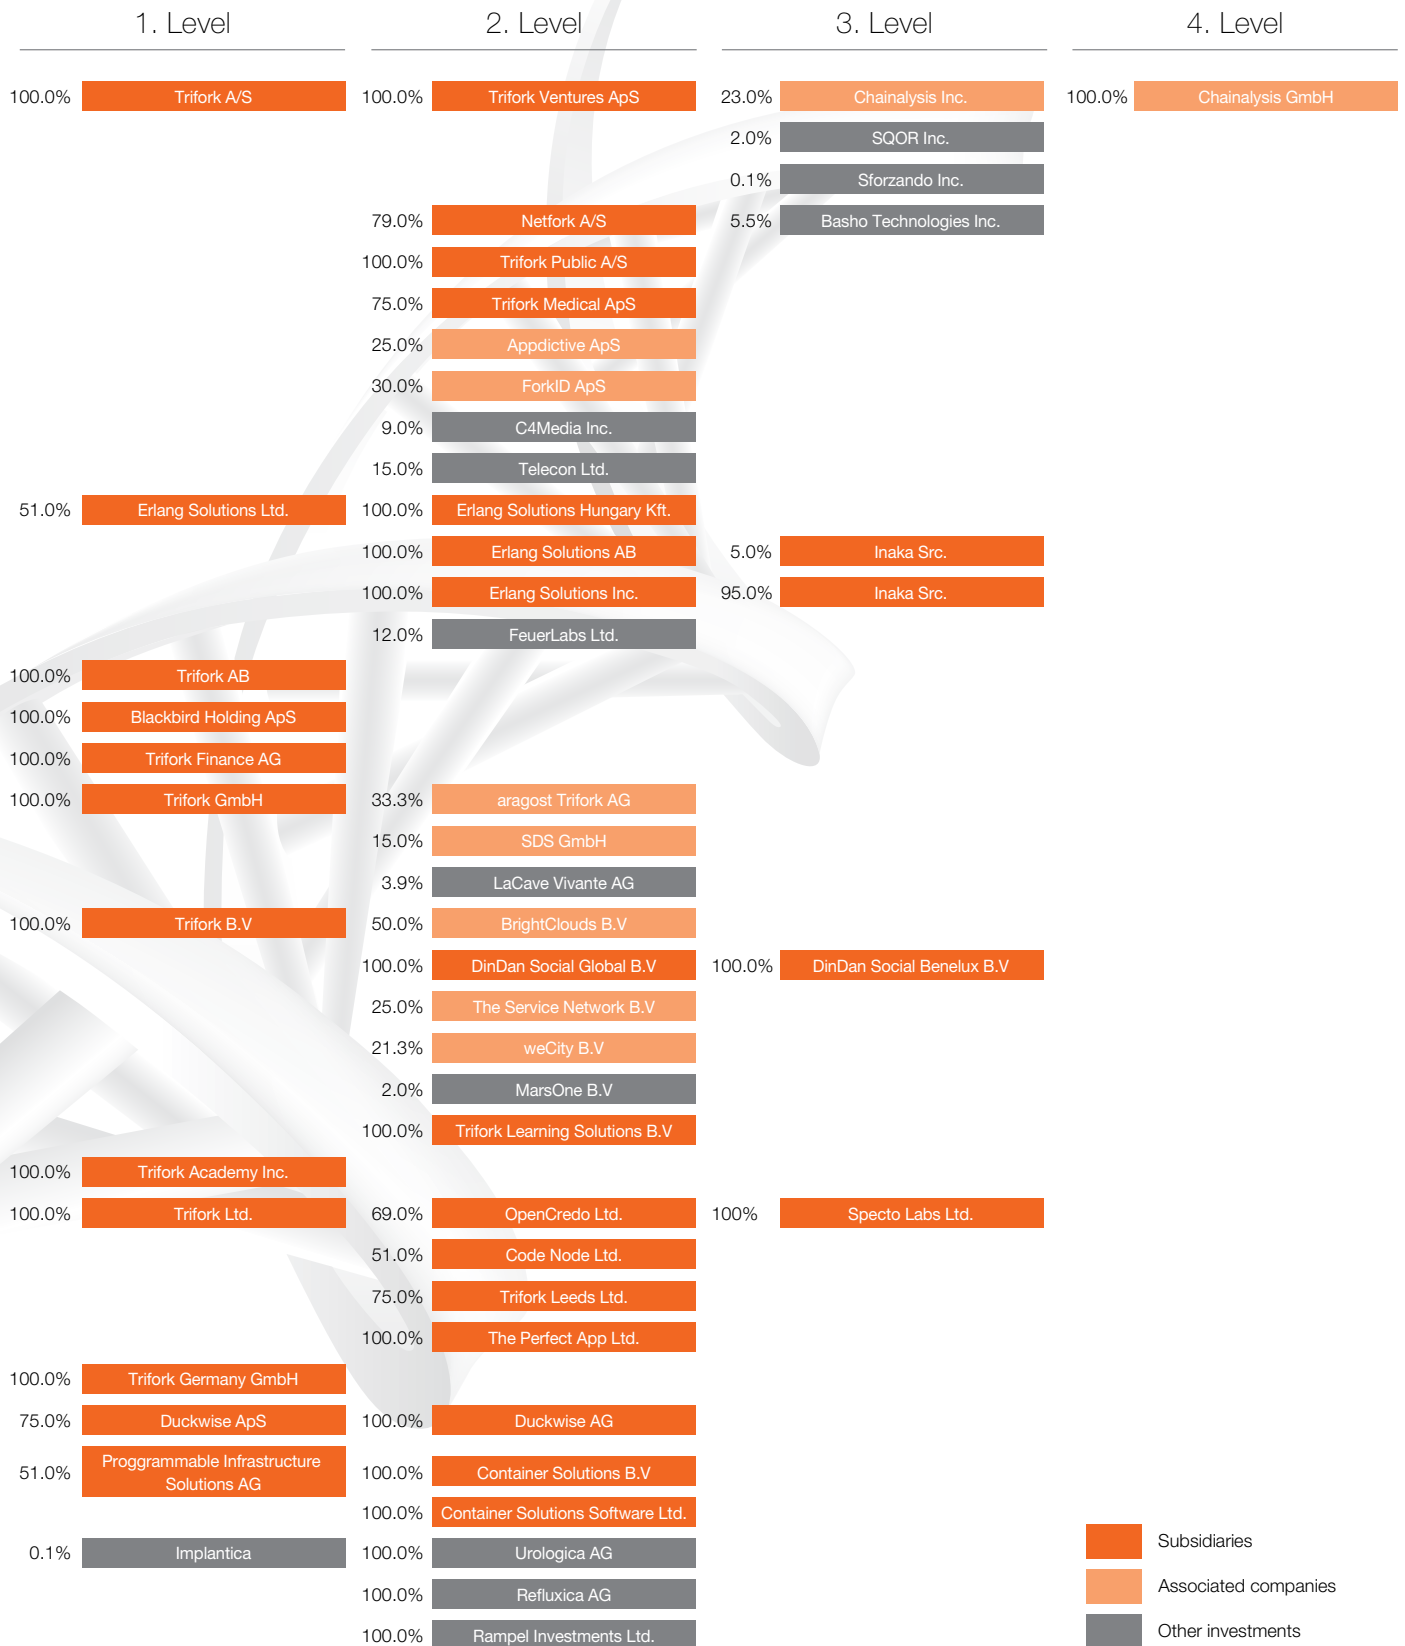 1. Level 2. Level 3. Level 4. Level
100.0% Trifork A/S 100.0% Trifork Ventures ApS 23.0% Chainalysis Inc. 100.0% Chainalysis GmbH
2.0% SQOR Inc.
0.1% Sforzando Inc.
79.0% Netfork A/S 5.5% Basho Technologies Inc.
100.0% Trifork Public A/S
75.0% Trifork Medical ApS
25.0% Appdictive ApS
30.0% ForkID ApS
9.0% C4Media Inc.
15.0% Telecon Ltd.
51.0% Erlang Solutions Ltd. 100.0% Erlang Solutions Hungary Kft.
100.0% Erlang Solutions AB 5.0% Inaka Src.
100.0% Erlang Solutions Inc. 95.0% Inaka Src.
12.0% FeuerLabs Ltd.
100.0% Trifork AB
100.0% Blackbird Holding ApS
100.0% Trifork Finance AG
100.0% Trifork GmbH 33.3% aragost Trifork AG
15.0% SDS GmbH
3.9% LaCave Vivante AG
100.0% Trifork B.V 50.0% BrightClouds B.V
100.0% DinDan Social Global B.V 100.0% DinDan Social Benelux B.V
25.0% The Service Network B.V
21.3% weCity B.V
2.0% MarsOne B.V
100.0% Trifork Learning Solutions B.V
100.0% Trifork Academy Inc.
100.0% Trifork Ltd. 69.0% OpenCredo Ltd. 100% Specto Labs Ltd.
51.0% Code Node Ltd.
75.0% Trifork Leeds Ltd.
100.0% The Perfect App Ltd.
100.0% Trifork Germany GmbH
75.0% Duckwise ApS 100.0% Duckwise AG
51.0% Proggrammable Infrastructure
Solutions AG 100.0% Container Solutions B.V
100.0% Container Solutions Software Ltd.
0.1% Implantica 100.0% Urologica AG
100.0% Refluxica AG
100.0% Rampel Investments Ltd.
Subsidiaries
Associated companies
Other investments